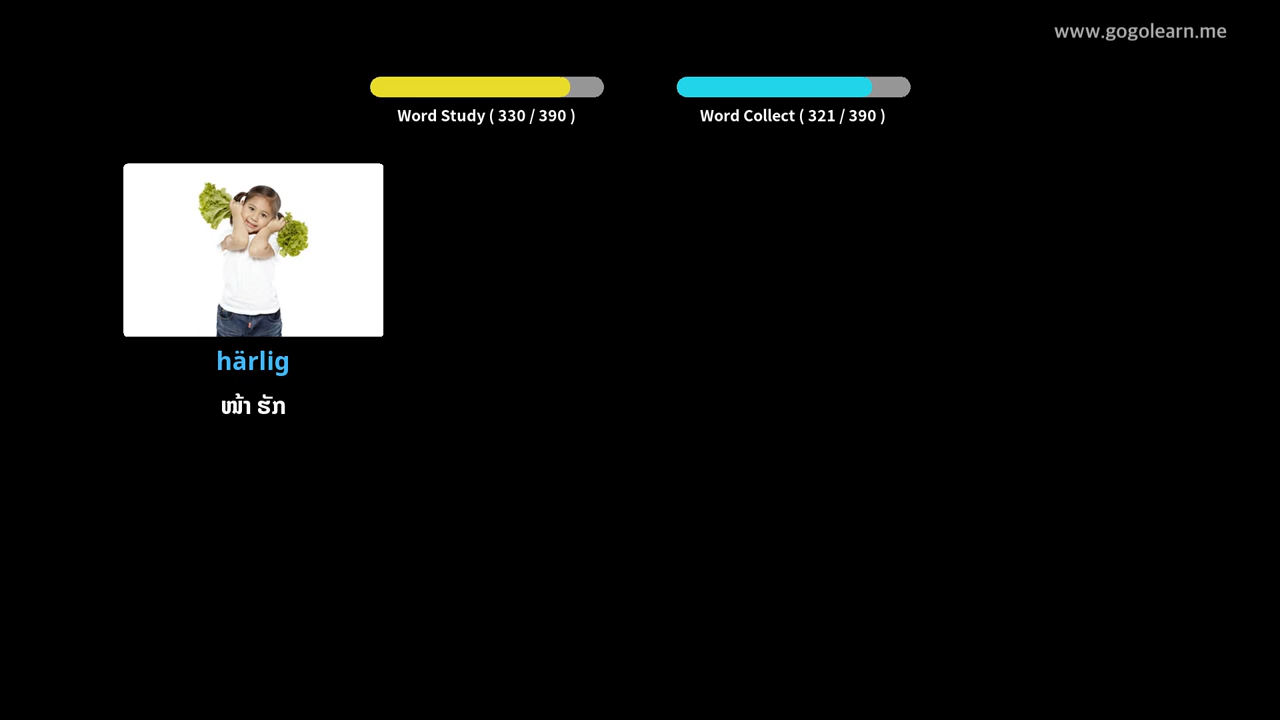 www.gogolearn.me
Word Study ( 330 / 390 )
Word Collect ( 321 / 390 )
härlig
ໜ້າ ຮັກ